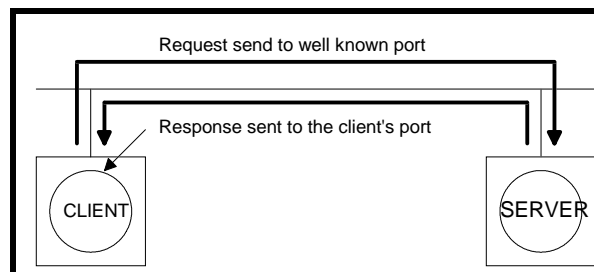 Request send to well known port
Response sent to the client's port
CLIENT
SERVER